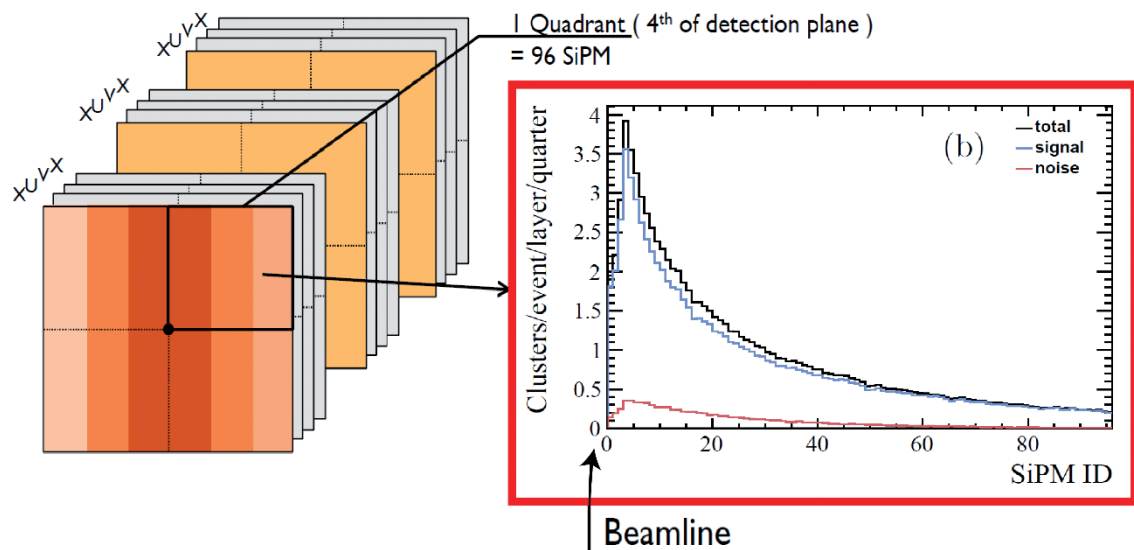 1 Quadrant ( 4th of detection plane )
= 96 SiPM
XUVX
XUVX
XUVX
(b)
total
signal
noise
Clusters/event/layer/quarter
4
3.5
3
2.5
2
1.5
1
0.5
0
0 20 40 60 80
SiPM ID
Beamline